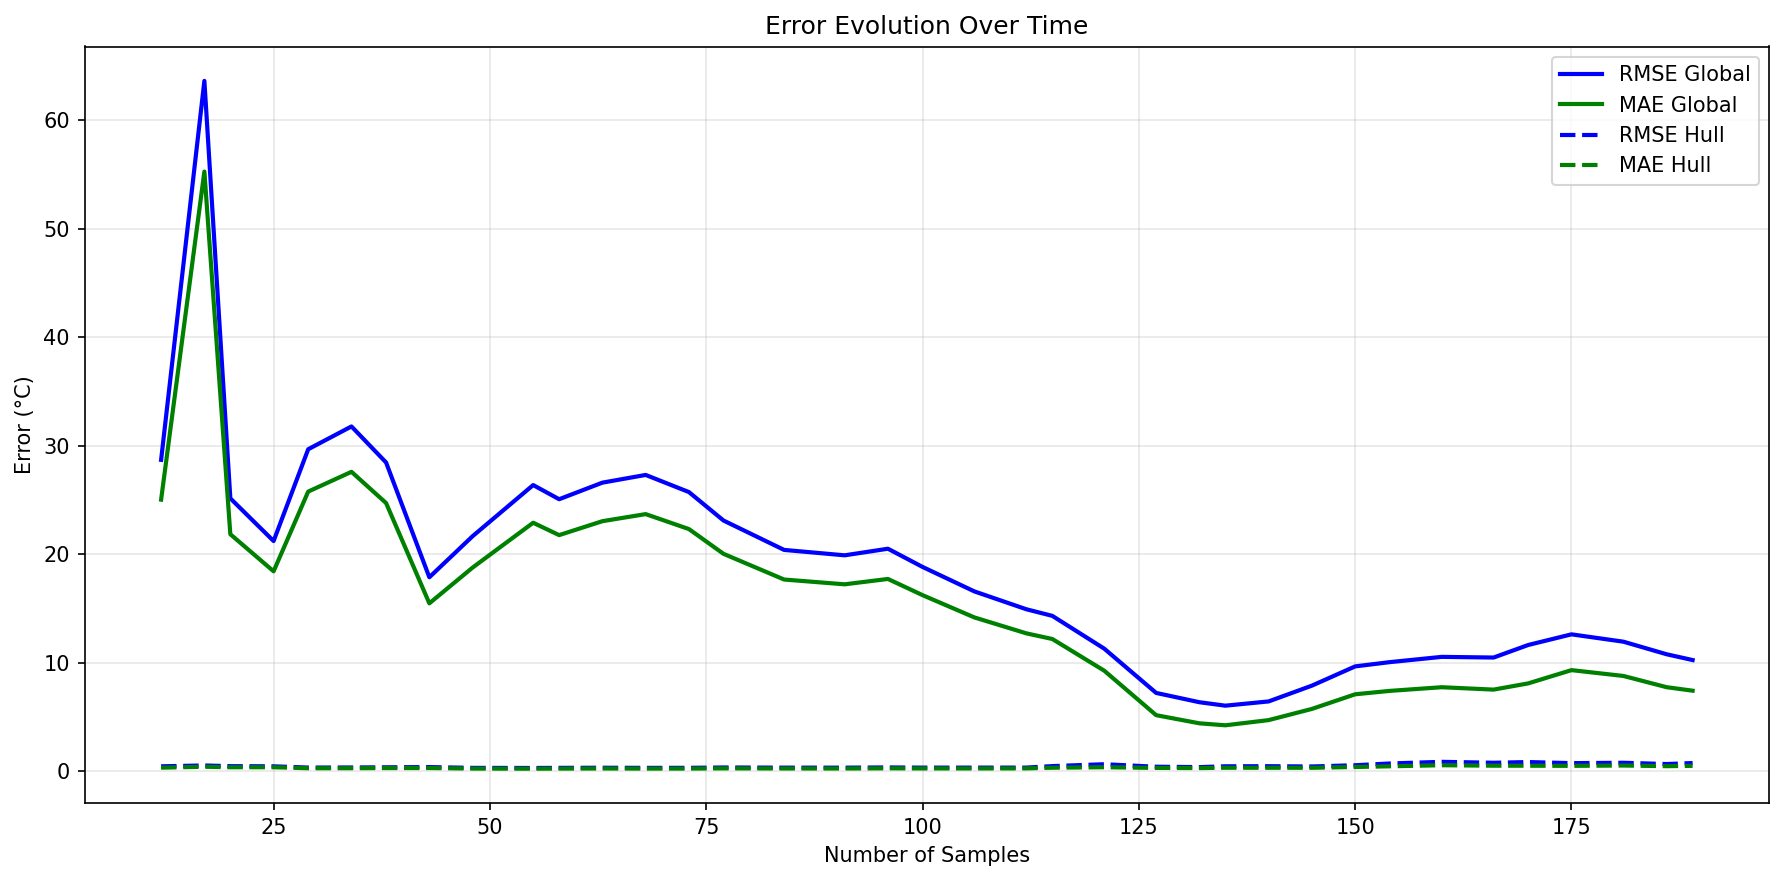 Error Evolution Over Time
RMSE Global
MAE Global
RMSE Hull
MAE Hull
Error (°C)
60
50
40
30
20
10
0
25 50 75 100 125 150 175
Number of Samples